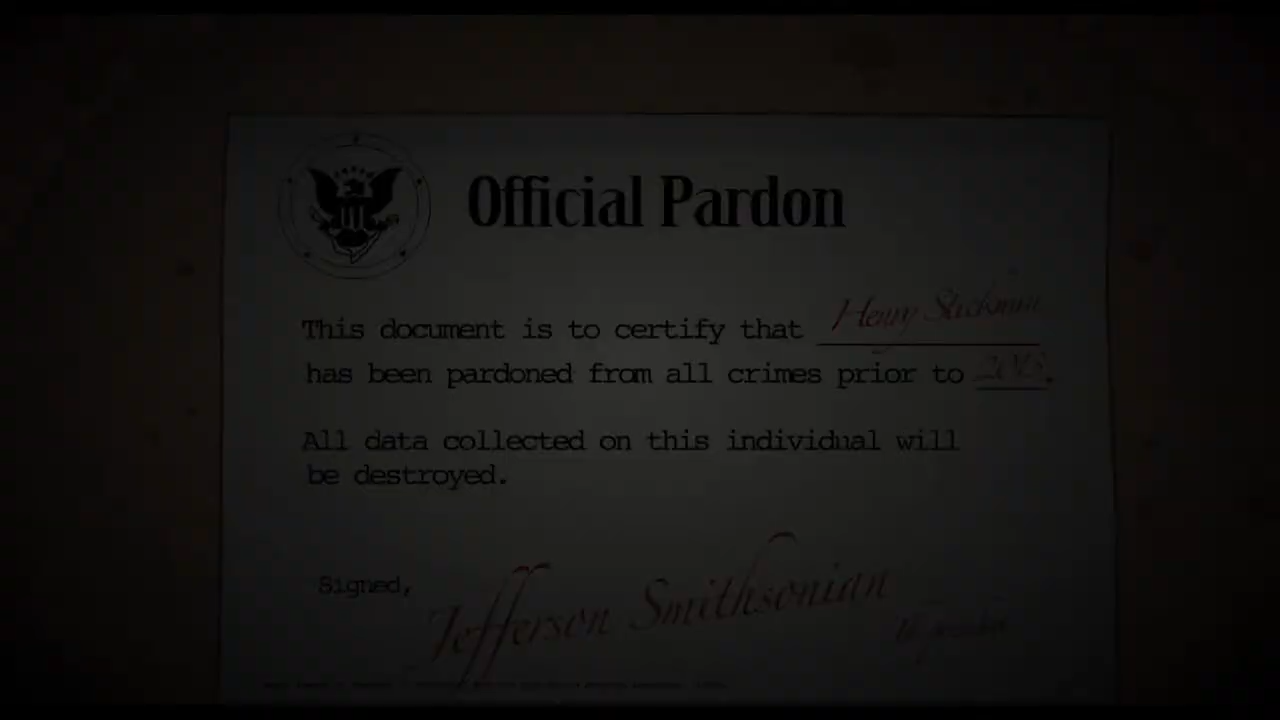 Official Pardon
This document is to certify that Henry Stickmin
has been pardoned from all crimes prior to
All data collected on this individual will
be destroyed.
Signed, Jefferson Smithsonian